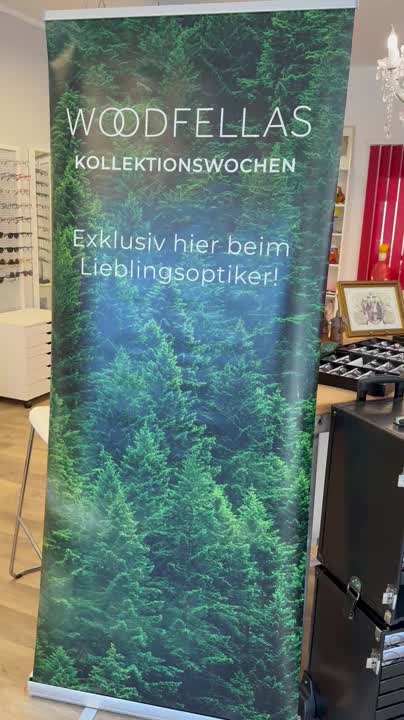 WOODFELLAS
KOLLEKTIONSWOCHEN
Exklusiv hier beim
Lieblingsoptiker!